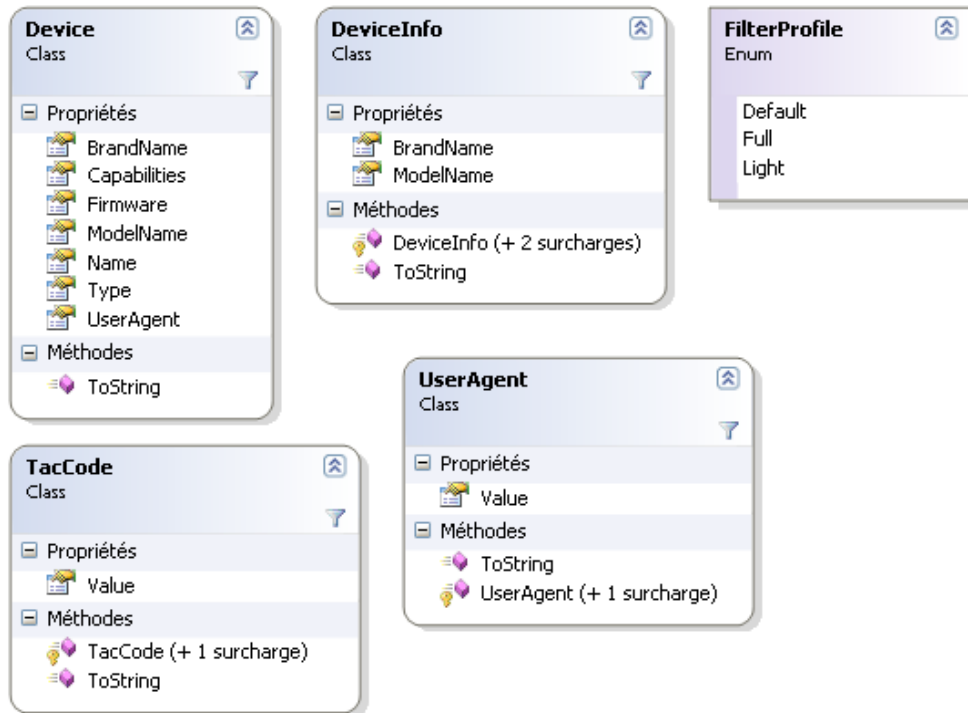 Device
Class
Propriétés
BrandName
Capabilities
Firmware
ModelName
Name
Type
UserAgent
Méthodes
ToString
DeviceInfo
Class
Propriétés
BrandName
ModelName
Méthodes
DeviceInfo (+ 2 surcharges)
ToString
FilterProfile
Enum
Default
Full
Light
TacCode
Class
Propriétés
Value
Méthodes
TacCode (+ 1 surcharge)
ToString
UserAgent
Class
Propriétés
Value
Méthodes
ToString
UserAgent (+ 1 surcharge)